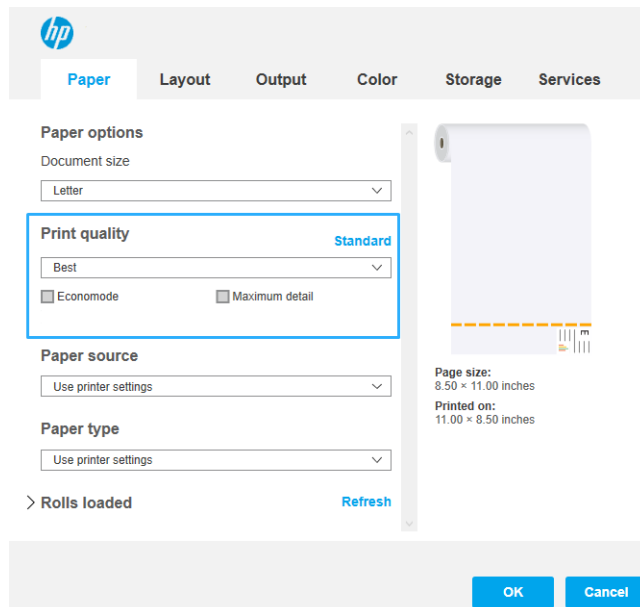 hp
Paper Layout Output Color Storage Services
Paper options
Document size
Letter
Print quality
Standard
Best
Economode Maximum detail
Paper source
Use printer settings
Paper type
Use printer settings
Rolls loaded
Refresh
E
Page size:
8.50 × 11.00 inches
Printed on:
11.00 × 8.50 inches
OK Cancel